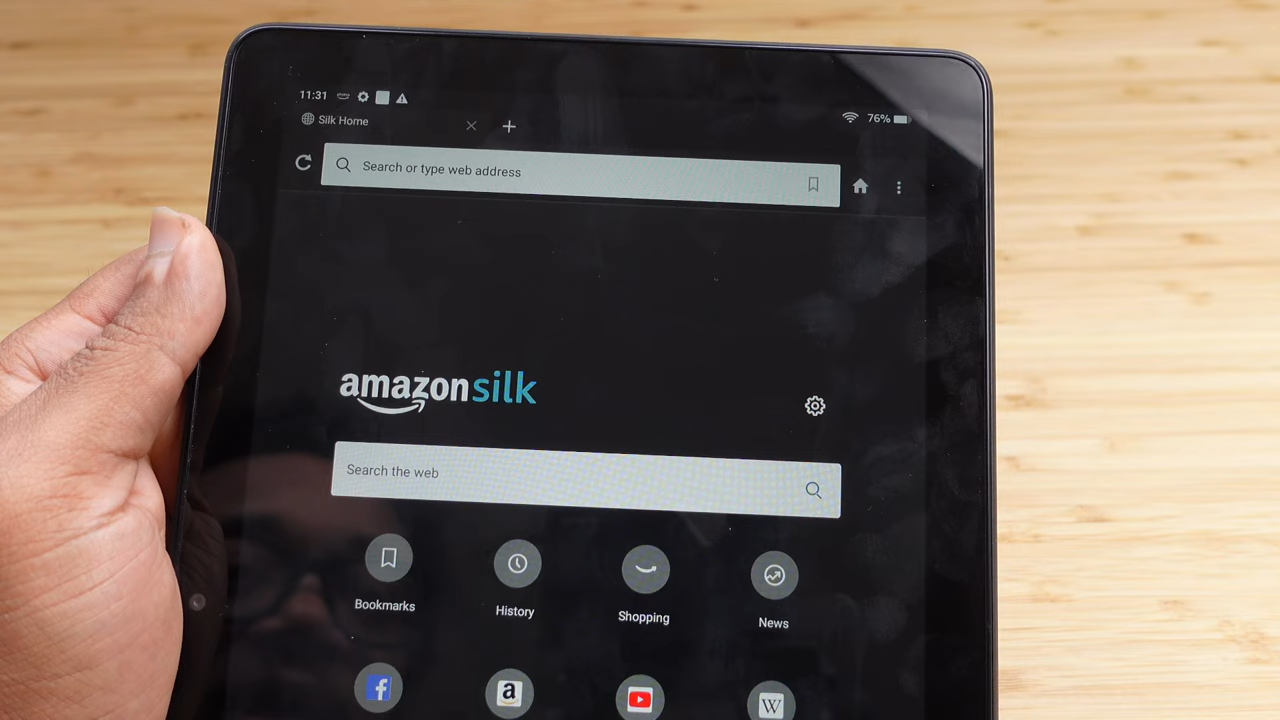 11:31
76%
Silk Home
Search or type web address
amazonsilk
Search the web
Bookmarks
History
Shopping
News
f
a
W